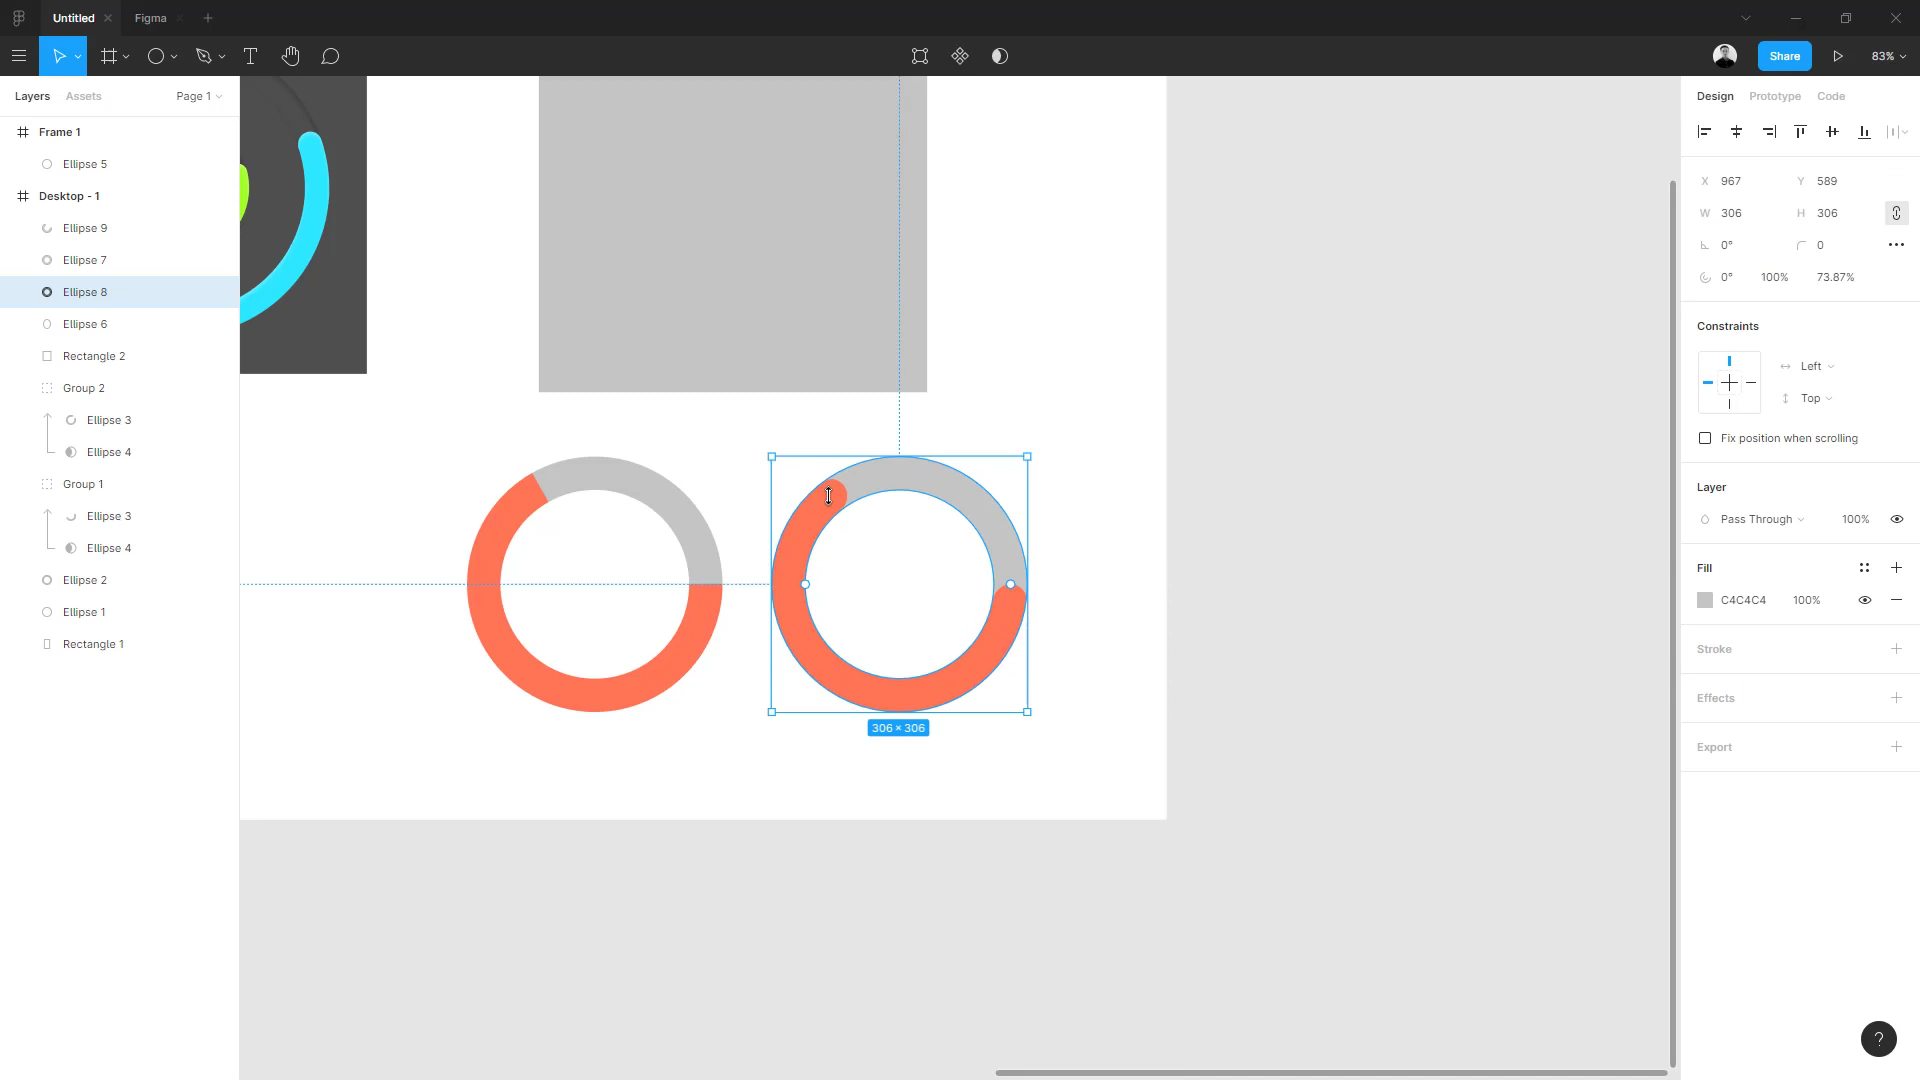 Untitled
Figma
Share
83%
Layers
Assets
Page 1
Frame 1
Ellipse 5
Desktop - 1
Ellipse 9
Ellipse 7
Ellipse 8
Ellipse 6
Rectangle 2
Group 2
Ellipse 3
Ellipse 4
Group 1
Ellipse 3
Ellipse 4
Ellipse 2
Ellipse 1
Rectangle 1
306 × 306
Design
Prototype
Code
X 967
Y 589
W 306
H 306
0°
0
0°
100%
73.87%
Constraints
Left
Top
Fix position when scrolling
Layer
Pass Through
100%
Fill
C4C4C4
100%
Stroke
Effects
Export
?